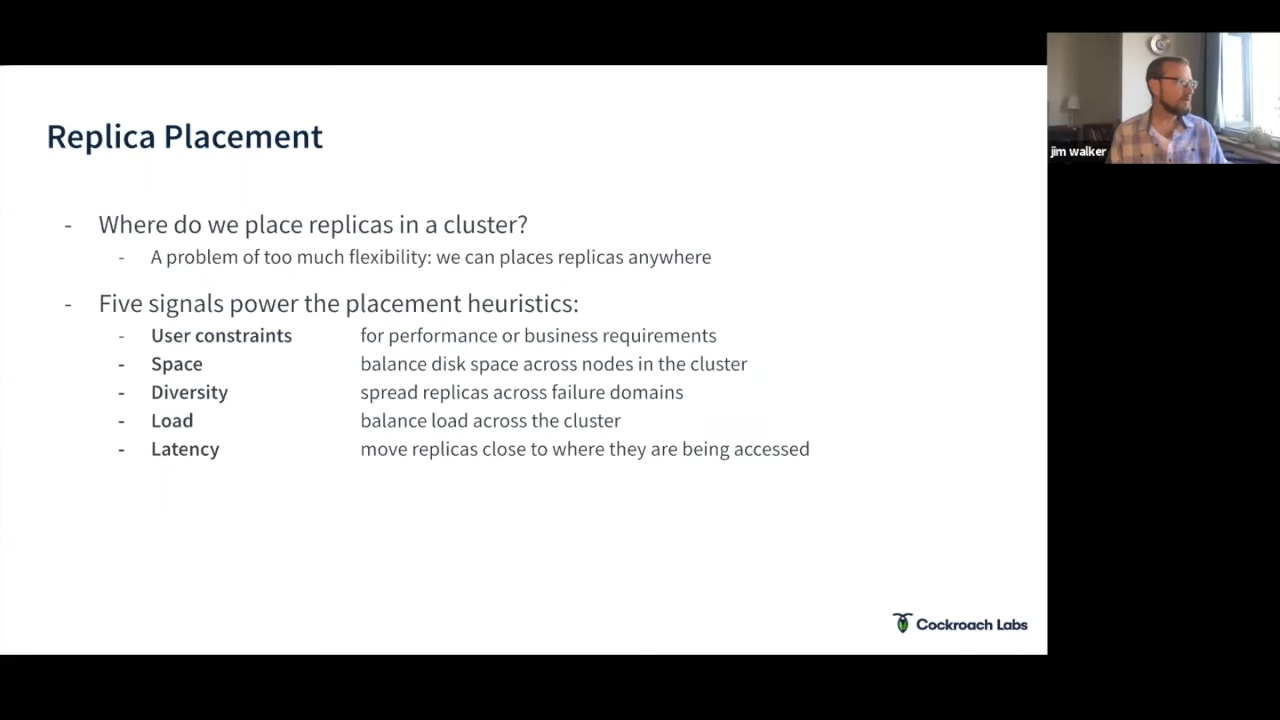 Replica Placement
- Where do we place replicas in a cluster?
- A problem of too much flexibility: we can places replicas anywhere
- Five signals power the placement heuristics:
- User constraints for performance or business requirements
- Space balance disk space across nodes in the cluster
- Diversity spread replicas across failure domains
- Load balance load across the cluster
- Latency move replicas close to where they are being accessed
Cockroach Labs
jim walker